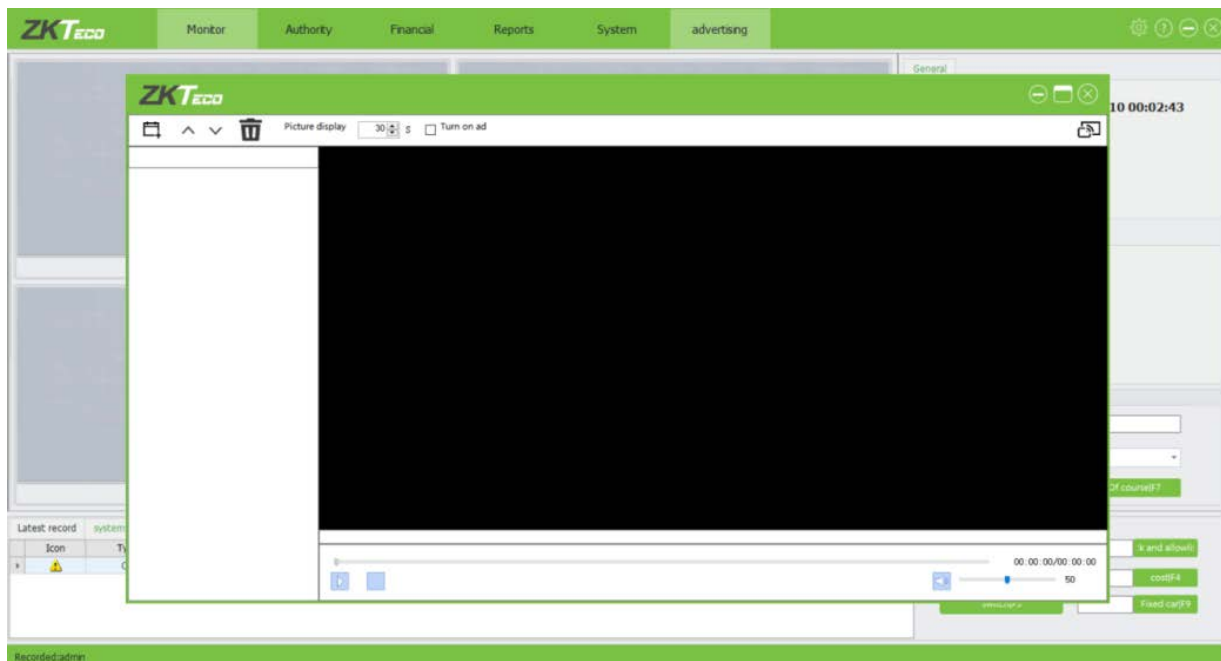 ZKTeco Monitor Authority Financial Reports System advertising
General
ZKTeco
10 00:02:43
Picture display 30 s Turn on ad
Of course|F7
Latest record system
Icon Ty
00:00:00/00:00:00
50
k and allow
cost|F4
Fixed car|F9
Recorded:admin